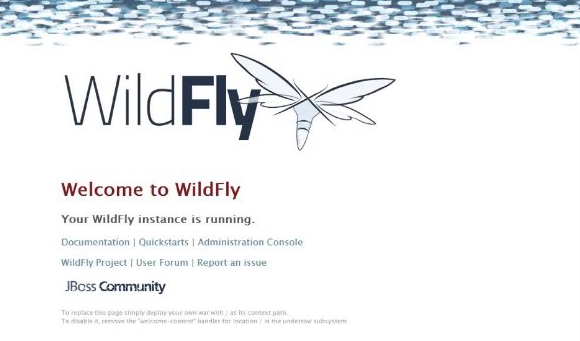 WildFly
Welcome to WildFly
Your WildFly instance is running.
Documentation | Quickstarts | Administration Console
WildFly Project | User Forum | Report an issue
JBoss Community
To replace this page simply deploy your own war with / as its context path.
To disable it, remove the "welcome-content" handler for location / in the undertow subsystem.